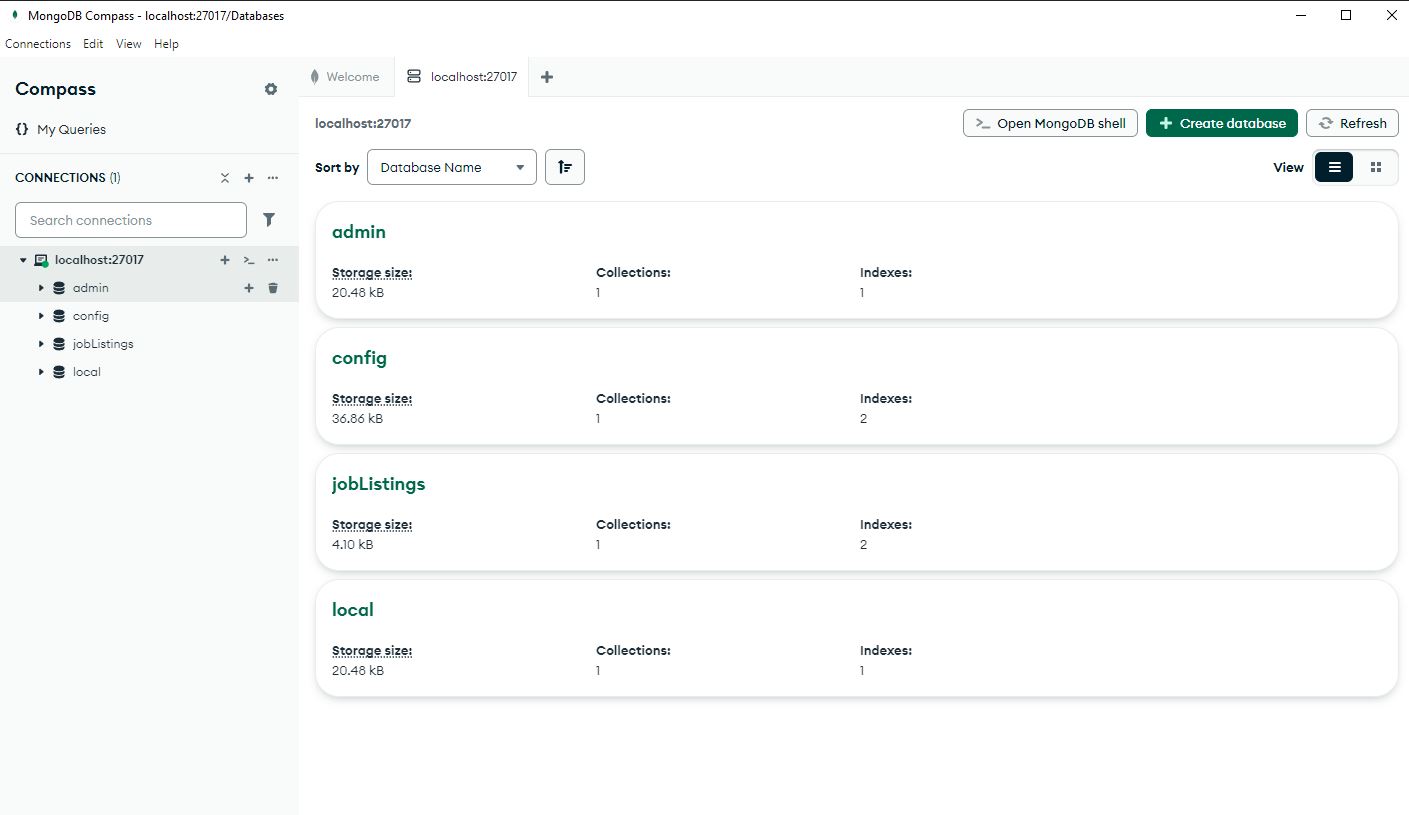 MongoDB Compass - localhost:27017/Databases
Connections Edit View Help
Compass
{} My Queries
CONNECTIONS (1)
Search connections
localhost:27017
admin
config
jobListings
local
Welcome
localhost:27017
localhost:27017
Open MongoDB shell
Create database
Refresh
Sort by Database Name
View
admin
Storage size: Collections: Indexes:
20.48 kB 1 1
config
Storage size: Collections: Indexes:
36.86 kB 1 2
jobListings
Storage size: Collections: Indexes:
4.10 kB 1 2
local
Storage size: Collections: Indexes:
20.48 kB 1 1